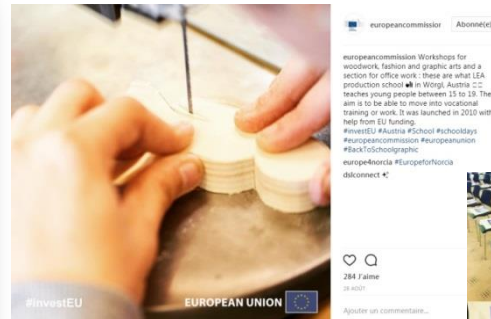 #InvestEU
EUROPEAN UNION
europeancommission
Abonné(e)
europeancommission Workshops for
woodwork, fashion and graphic arts and a
section for office work : these are what LEA
production school in Wörgl, Austria
teaches young people between 15 to 19. The
aim is to be able to move into vocational
training or work. It was launched in 2010 with
help from EU funding.
#investEU #Austria #School #schooldays
#europeancommission #europeanunion
#BackToSchoolgraphic
europe4norcia #EuropeforNorcia
dslconnect
284 J'aime
28 AOÛT
Ajouter un commentaire...